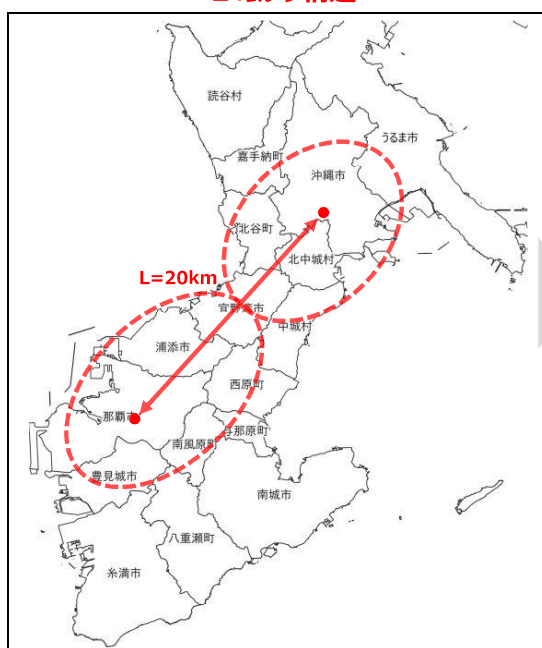 読谷村
うるま市
嘉手納町
沖縄市
北谷町
北中城村
L=20km
宜野湾市
中城村
浦添市
西原町
那覇市
与那原町
南風原町
豊見城市
南城市
八重瀬町
糸満市